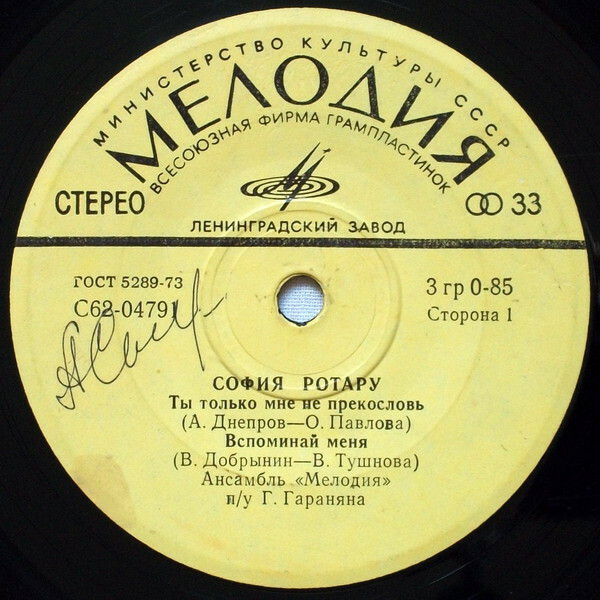 МИНИСТЕРСТВО КУЛЬТУРЫ СССР
МЕЛОДИЯ
ВСЕСОЮЗНАЯ ФИРМА ГРАМПЛАСТИНОК
СТЕРЕО
33
ЛЕНИНГРАДСКИЙ ЗАВОД
ГОСТ 5289-73
С62-04791
3 гр 0-85
Сторона 1
СОФИЯ РОТАРУ
Ты только мне не прекословь
(А. Днепров—О. Павлова)
Вспоминай меня
(В. Добрынин—В. Тушнова)
Ансамбль «Мелодия»
п/у Г. Гараняна